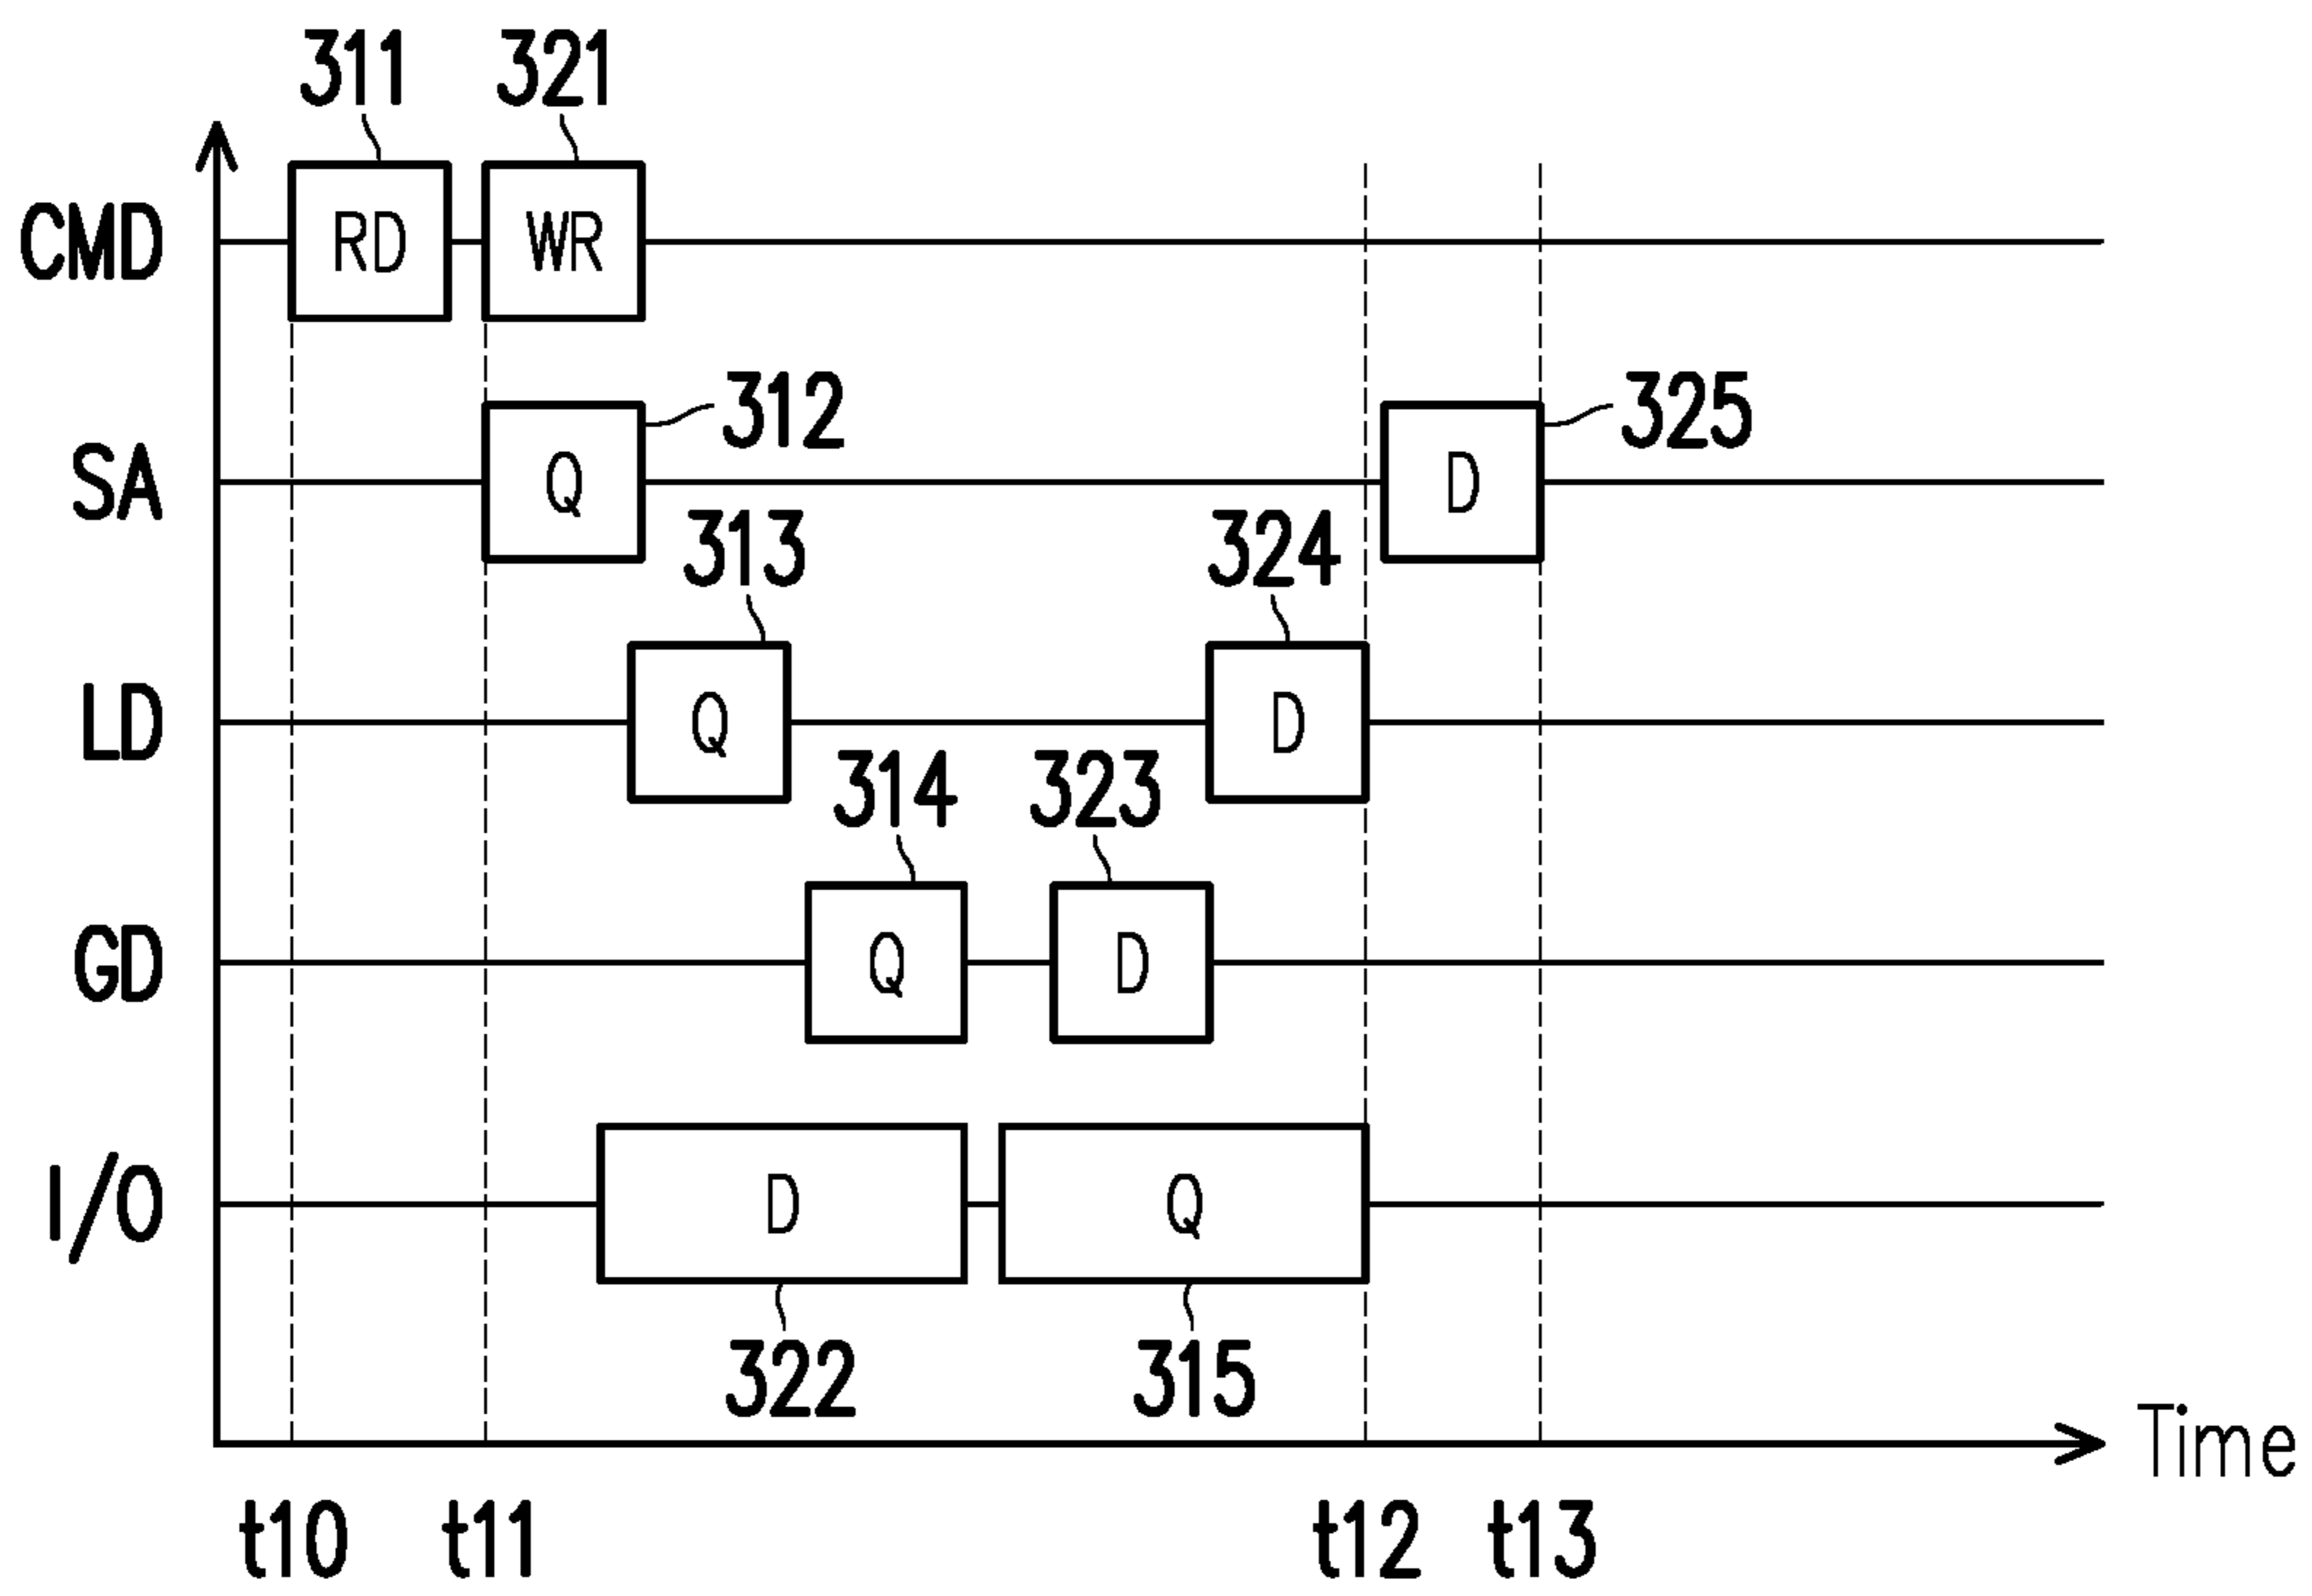 311 321
CMD RD WR
312 325
SA Q D
313 324
LD Q D
314 323
GD Q D
I/O D Q
322 315
Time
t10 t11 t12 t13